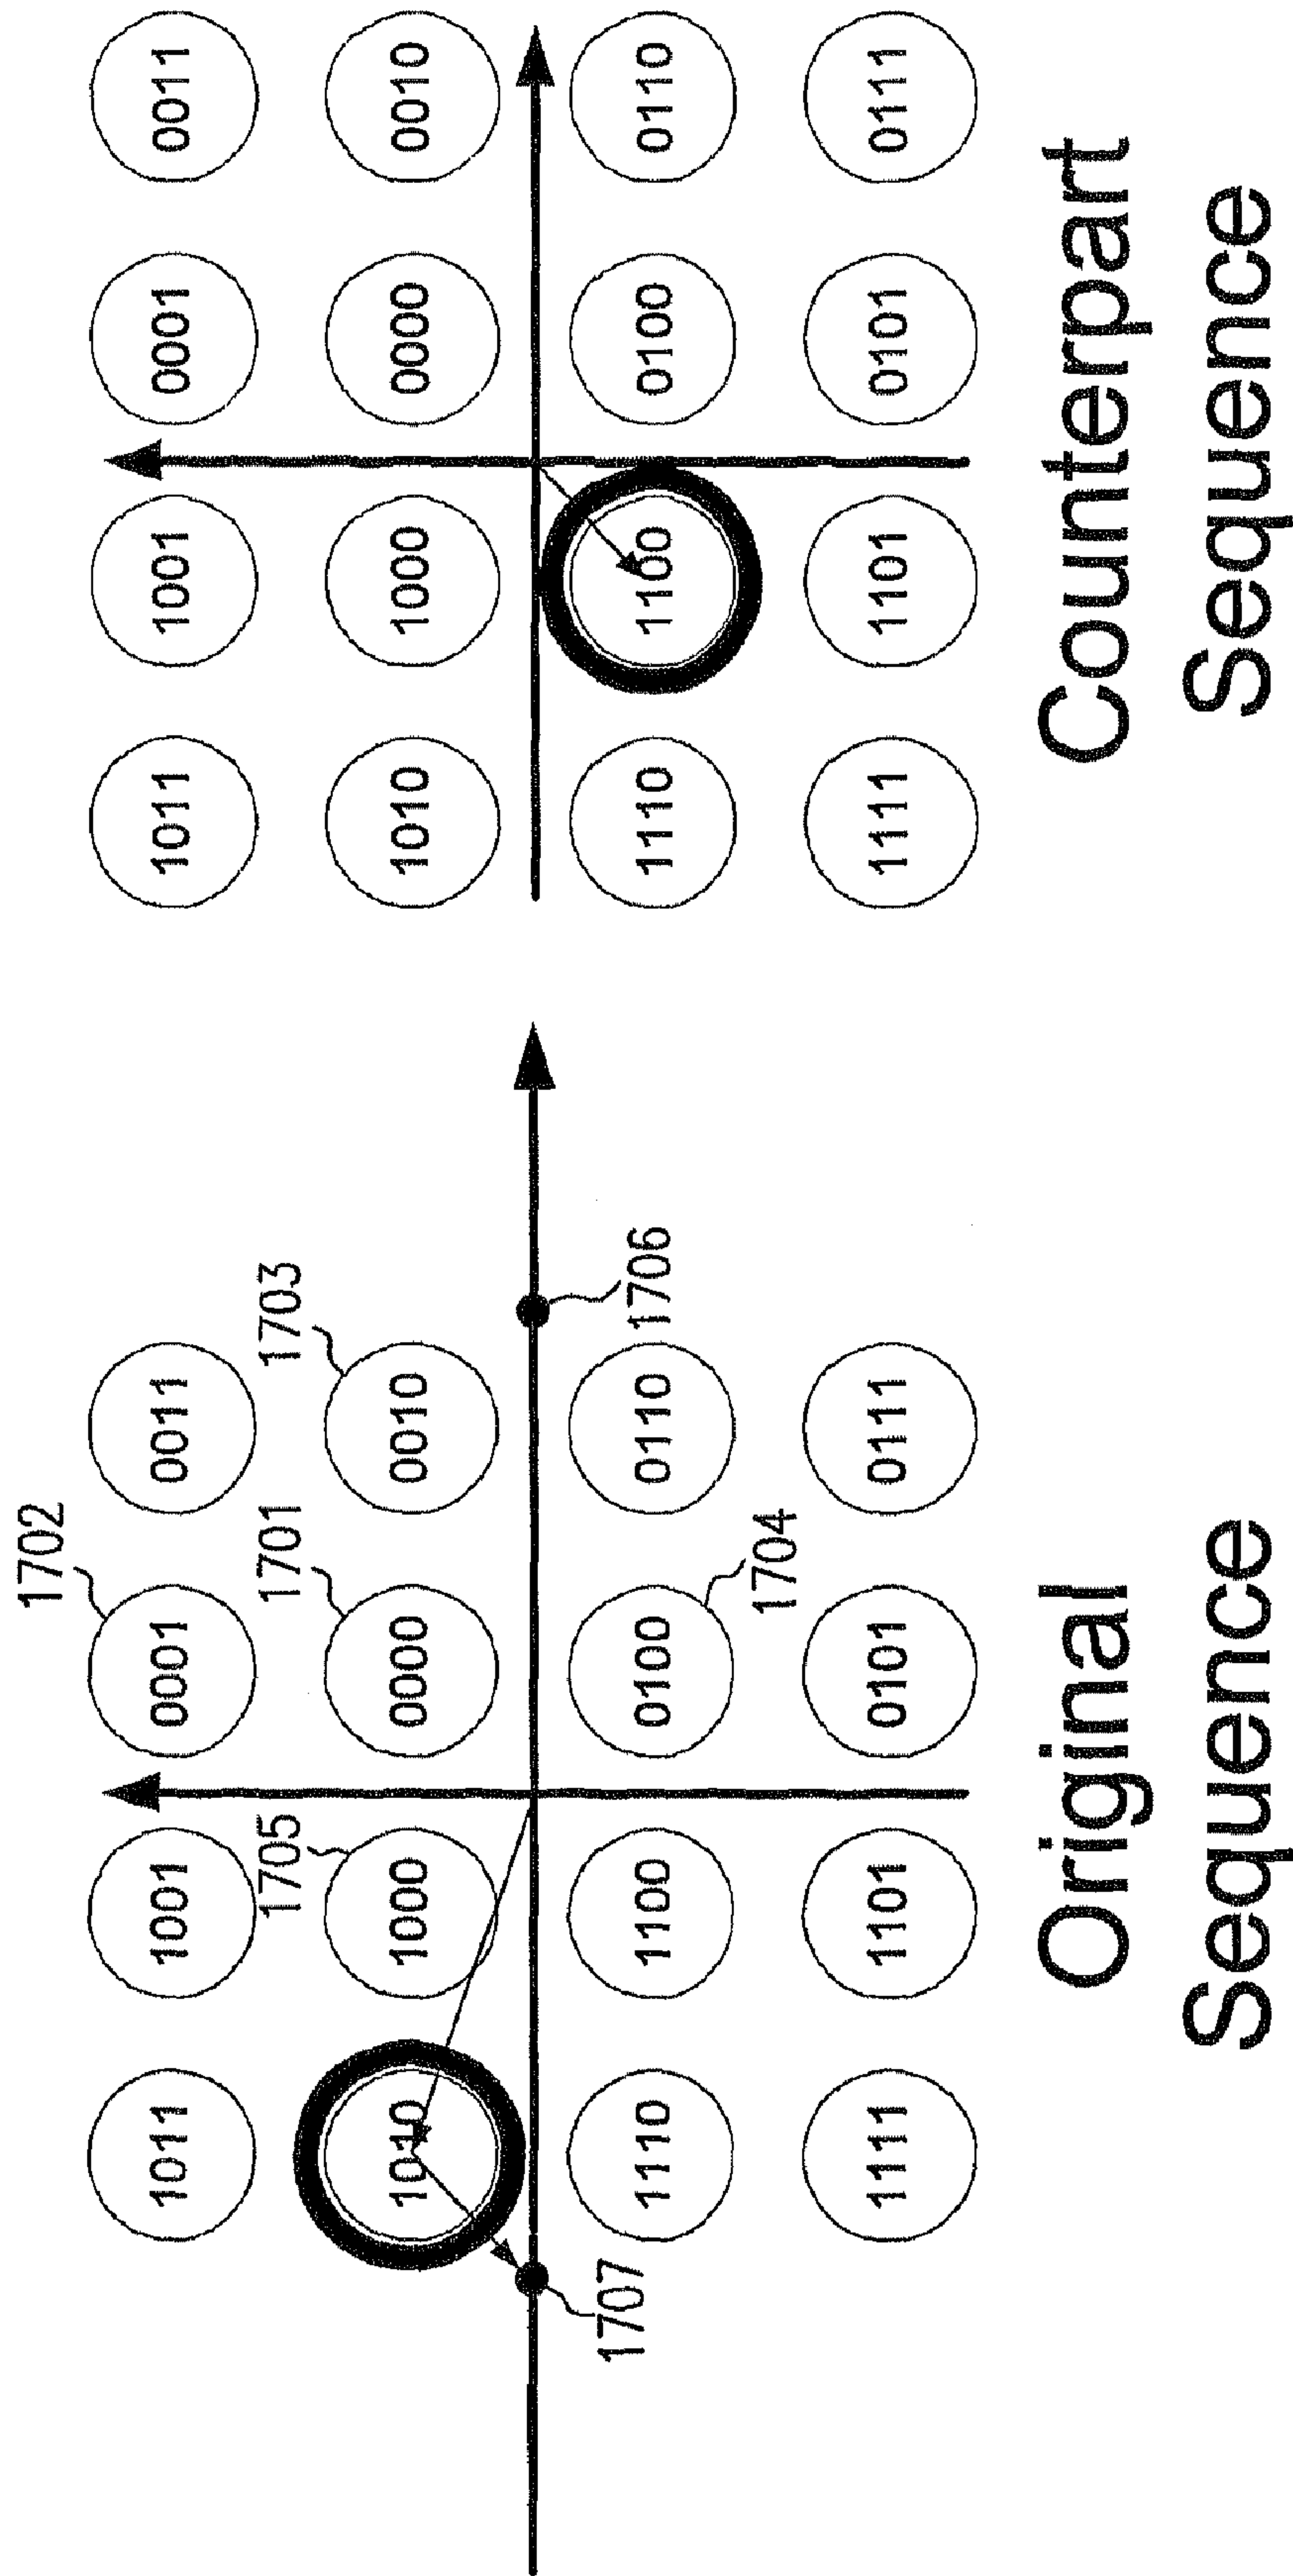 1702
1011 1001 0001 0011 1011 1001 0001 0011
1705 1701 1703
1010 1000 0000 0010 1010 1000 0000 0010
1707 1110 1100 0100 0110 1706 1110 1100 0100 0110
1704
1111 1101 0101 0111 1111 1101 0101 0111
Original
Sequence
Counterpart
Sequence